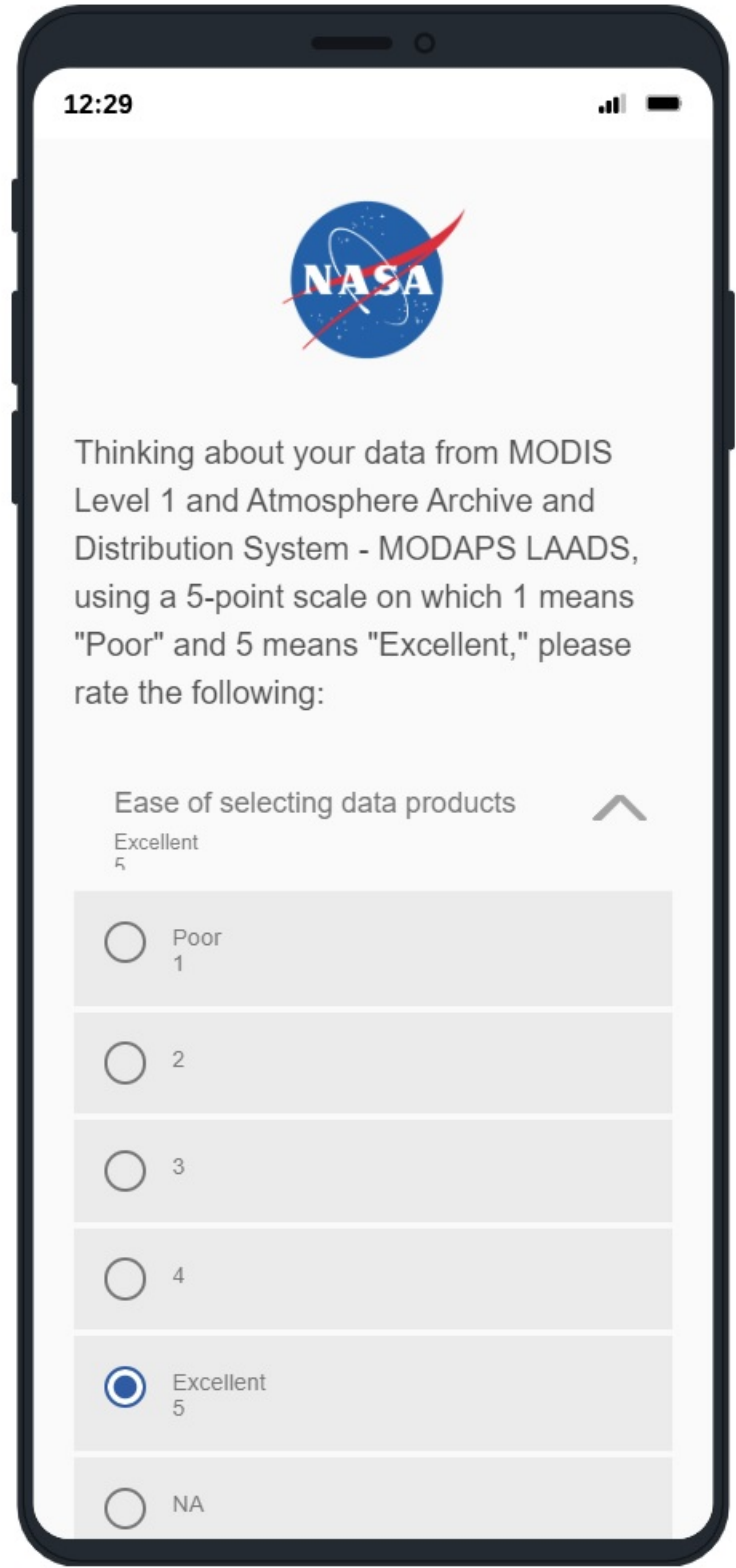 12:29
NASA
Thinking about your data from MODIS
Level 1 and Atmosphere Archive and
Distribution System - MODAPS LAADS,
using a 5-point scale on which 1 means
"Poor" and 5 means "Excellent," please
rate the following:
Ease of selecting data products
Excellent
5
Poor
1
2
3
4
Excellent
5
NA